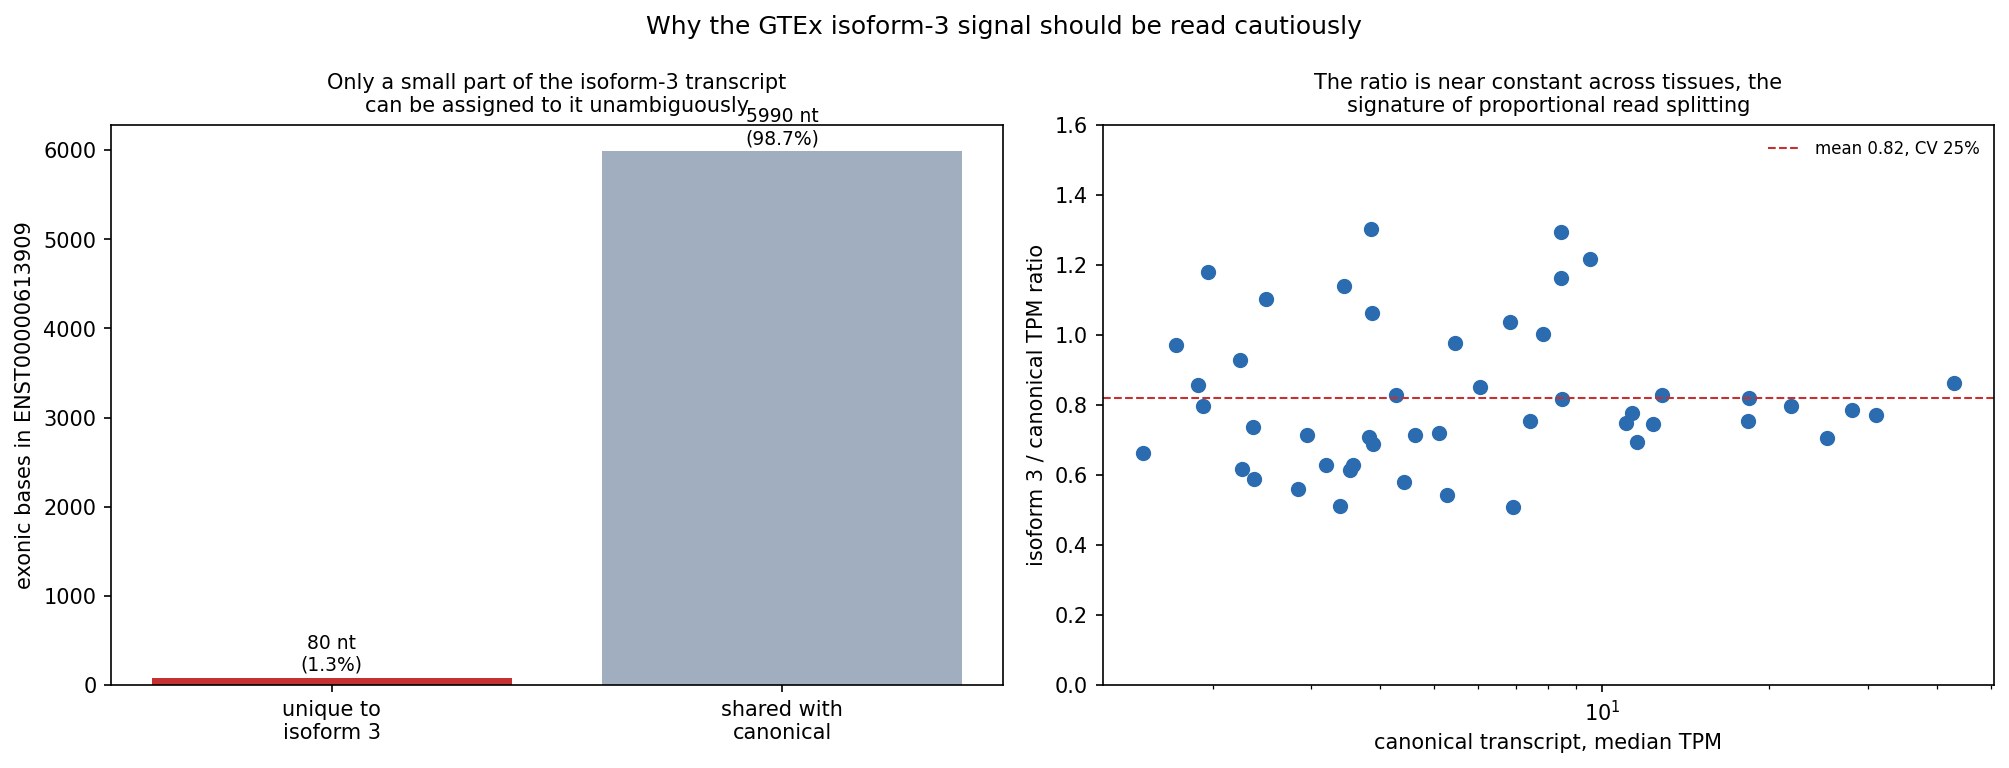 Why the GTEx isoform-3 signal should be read cautiously
Only a small part of the isoform-3 transcript
can be assigned to it unambiguously
exonic bases in ENST00000613909
6000
5000
4000
3000
2000
1000
0
80 nt
(1.3%)
5990 nt
(98.7%)
unique to
isoform 3
shared with
canonical
The ratio is near constant across tissues, the
signature of proportional read splitting
isoform 3 / canonical TPM ratio
1.6
1.4
1.2
1.0
0.8
0.6
0.4
0.2
0.0
mean 0.82, CV 25%
10¹
canonical transcript, median TPM